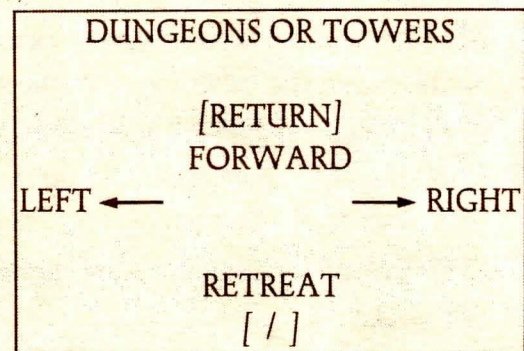 DUNGEONS OR TOWERS
[RETURN]
FORWARD
LEFT ← → RIGHT
RETREAT
[ / ]